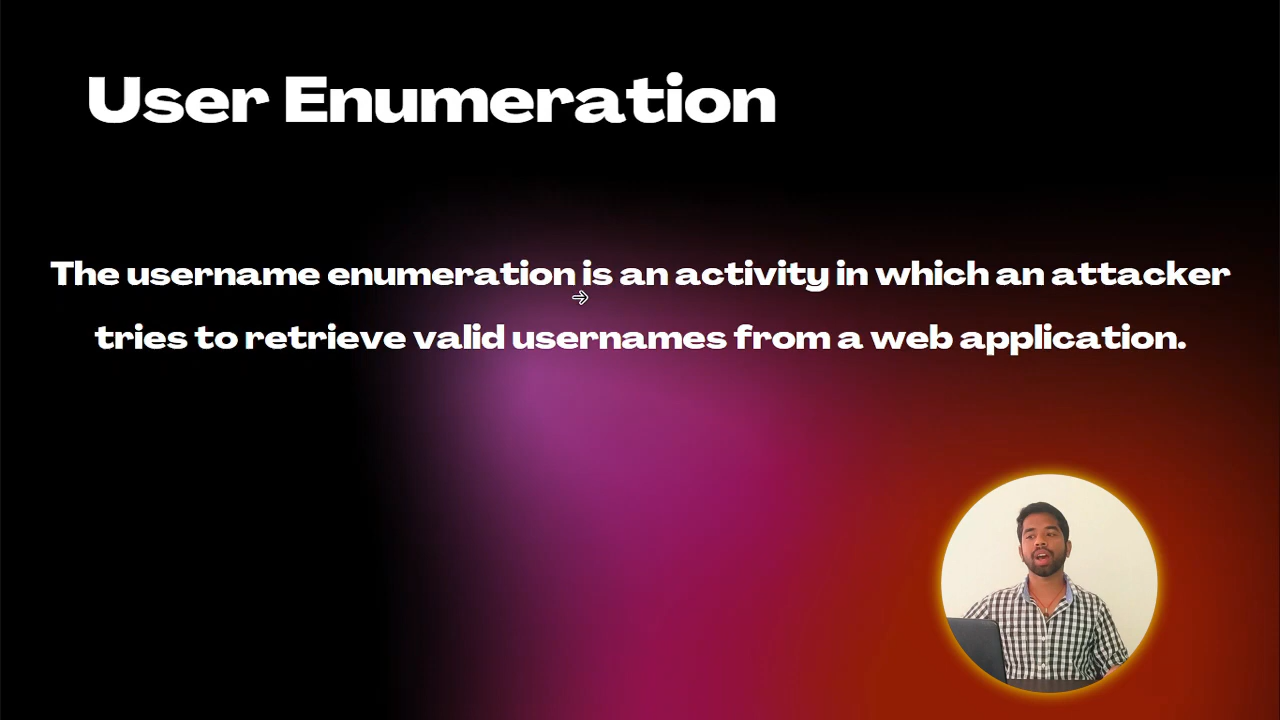 User Enumeration
The username enumeration is an activity in which an attacker
tries to retrieve valid usernames from a web application.